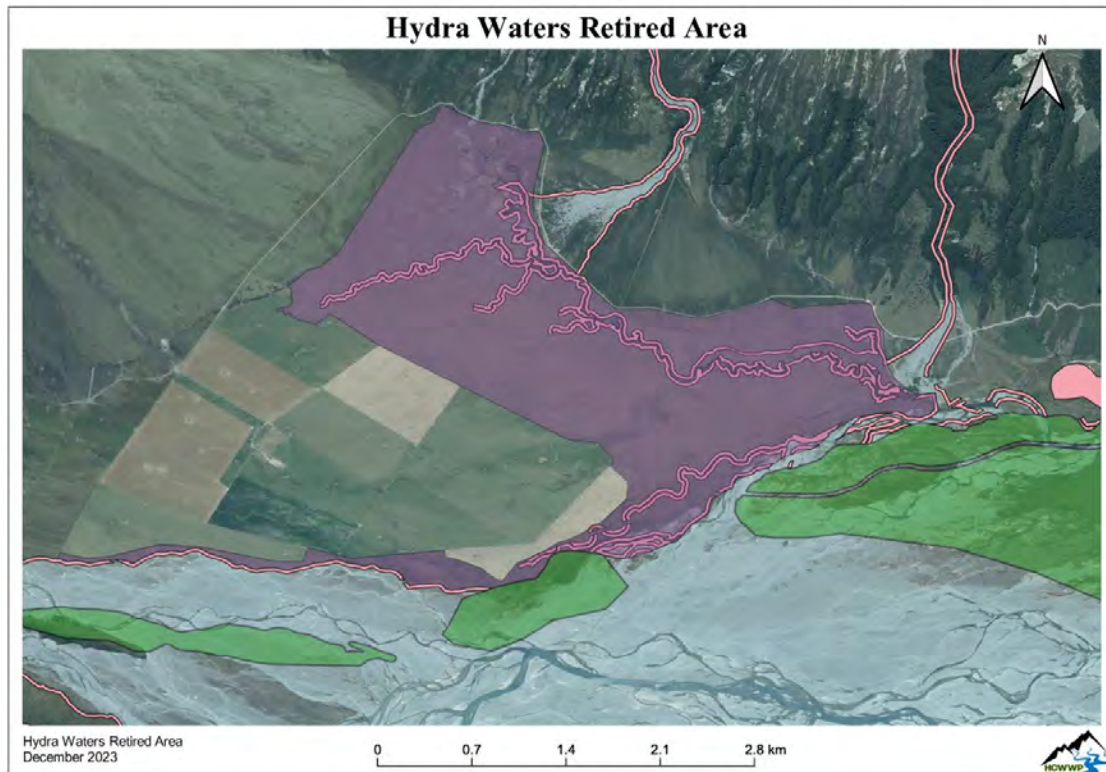 Hydra Waters Retired Area
N
Hydra Waters Retired Area
December 2023
0 0.7 1.4 2.1 2.8 km
HCWWP